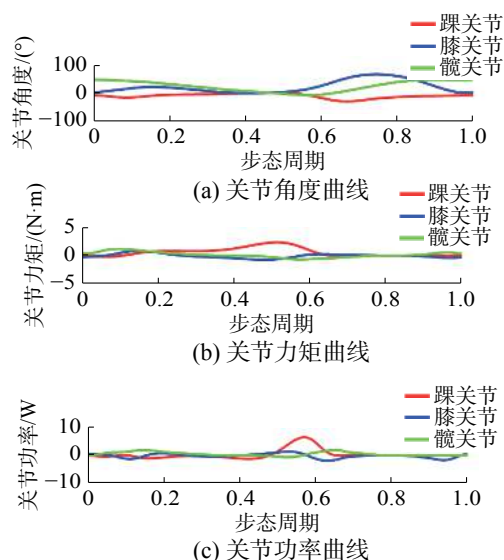 踝关节
膝关节
髋关节
关节角度/(°)
100
0
−100
0 0.2 0.4 0.6 0.8 1.0
步态周期
(a) 关节角度曲线
踝关节
膝关节
髋关节
关节力矩/(N·m)
5
0
−5
0 0.2 0.4 0.6 0.8 1.0
步态周期
(b) 关节力矩曲线
踝关节
膝关节
髋关节
关节功率/W
10
0
−10
0 0.2 0.4 0.6 0.8 1.0
步态周期
(c) 关节功率曲线